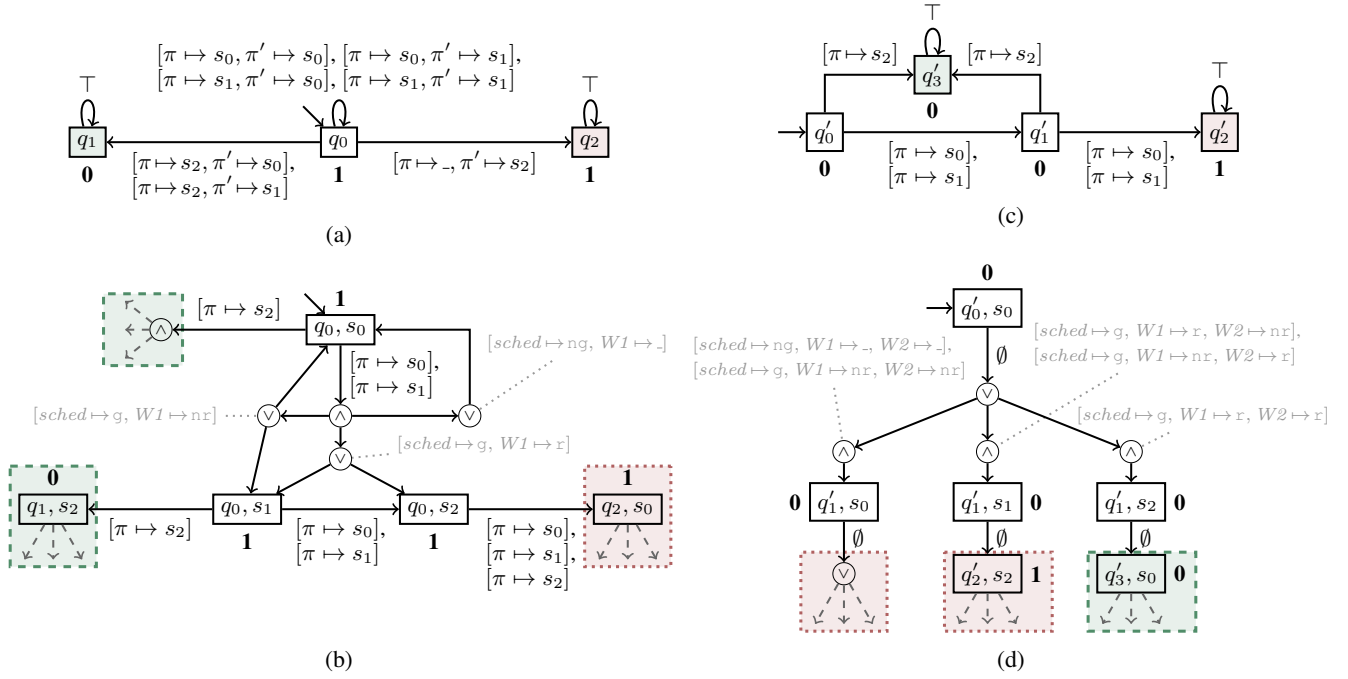 [π ↦ s₀, π′ ↦ s₀], [π ↦ s₀, π′ ↦ s₁],
[π ↦ s₁, π′ ↦ s₀], [π ↦ s₁, π′ ↦ s₁]
⊤
⊤
q₁
q₀
q₂
0
1
1
[π ↦ s₂, π′ ↦ s₀],
[π ↦ s₂, π′ ↦ s₁]
[π ↦ _, π′ ↦ s₂]
(a)
⊤
[π ↦ s₂]
q′₃
[π ↦ s₂]
0
⊤
q′₀
q′₁
q′₂
0
0
1
[π ↦ s₀],
[π ↦ s₁]
[π ↦ s₀],
[π ↦ s₁]
(c)
∧
[π ↦ s₂]
1
q₀, s₀
[π ↦ s₀],
[π ↦ s₁]
[sched ↦ ng, W1 ↦ _]
[sched ↦ g, W1 ↦ nr]
∨
∧
∨
[sched ↦ g, W1 ↦ r]
∨
0
q₁, s₂
[π ↦ s₂]
q₀, s₁
1
[π ↦ s₀],
[π ↦ s₁]
q₀, s₂
1
[π ↦ s₀],
[π ↦ s₁],
[π ↦ s₂]
1
q₂, s₀
(b)
0
q′₀, s₀
∅
[sched ↦ ng, W1 ↦ _, W2 ↦ _],
[sched ↦ g, W1 ↦ nr, W2 ↦ nr]
[sched ↦ g, W1 ↦ r, W2 ↦ nr],
[sched ↦ g, W1 ↦ nr, W2 ↦ r]
∨
[sched ↦ g, W1 ↦ r, W2 ↦ r]
∧
∧
∧
0
q′₁, s₀
q′₁, s₁
0
q′₁, s₂
0
∅
∅
∅
∨
q′₂, s₂
1
q′₃, s₀
0
(d)